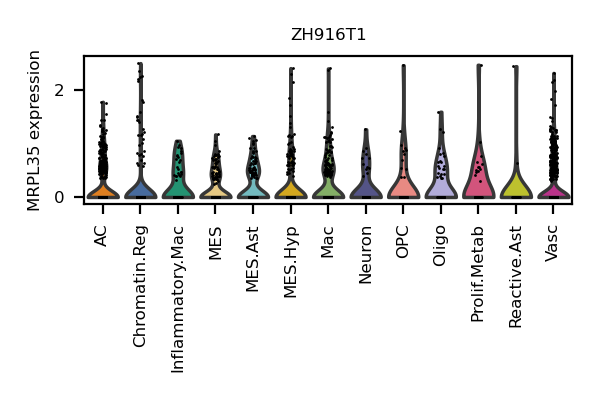 ZH916T1
MRPL35 expression
2
0
AC
Chromatin.Reg
Inflammatory.Mac
MES
MES.Ast
MES.Hyp
Mac
Neuron
OPC
Oligo
Prolif.Metab
Reactive.Ast
Vasc